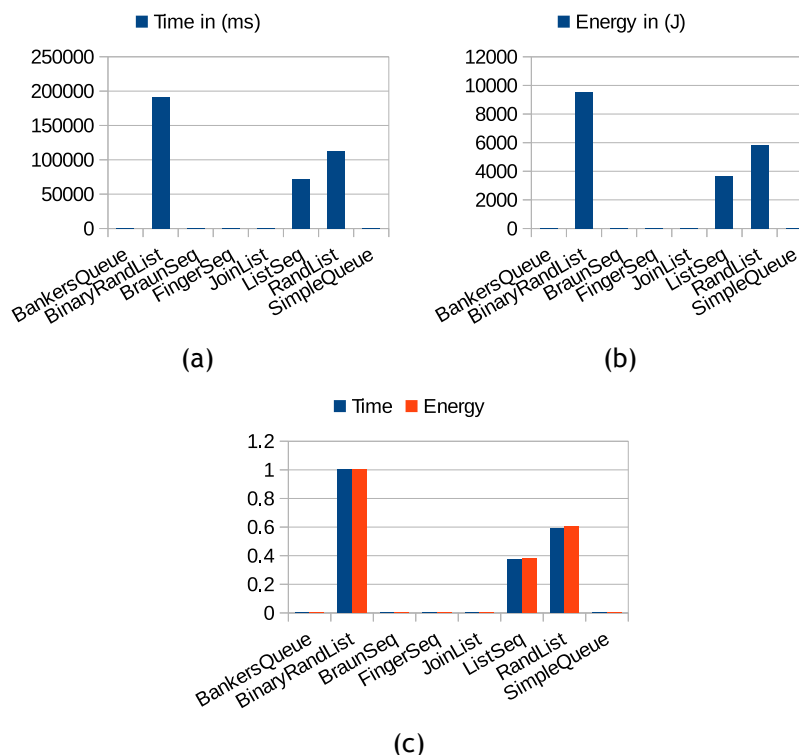 Time in (ms)
250000
200000
150000
100000
50000
0
BankersQueue
BinaryRandList
BraunSeq
FingerSeq
JoinList
ListSeq
RandList
SimpleQueue
(a)
Energy in (J)
12000
10000
8000
6000
4000
2000
0
BankersQueue
BinaryRandList
BraunSeq
FingerSeq
JoinList
ListSeq
RandList
SimpleQueue
(b)
Time Energy
1.2
1
0.8
0.6
0.4
0.2
0
BankersQueue
BinaryRandList
BraunSeq
FingerSeq
JoinList
ListSeq
RandList
SimpleQueue
(c)